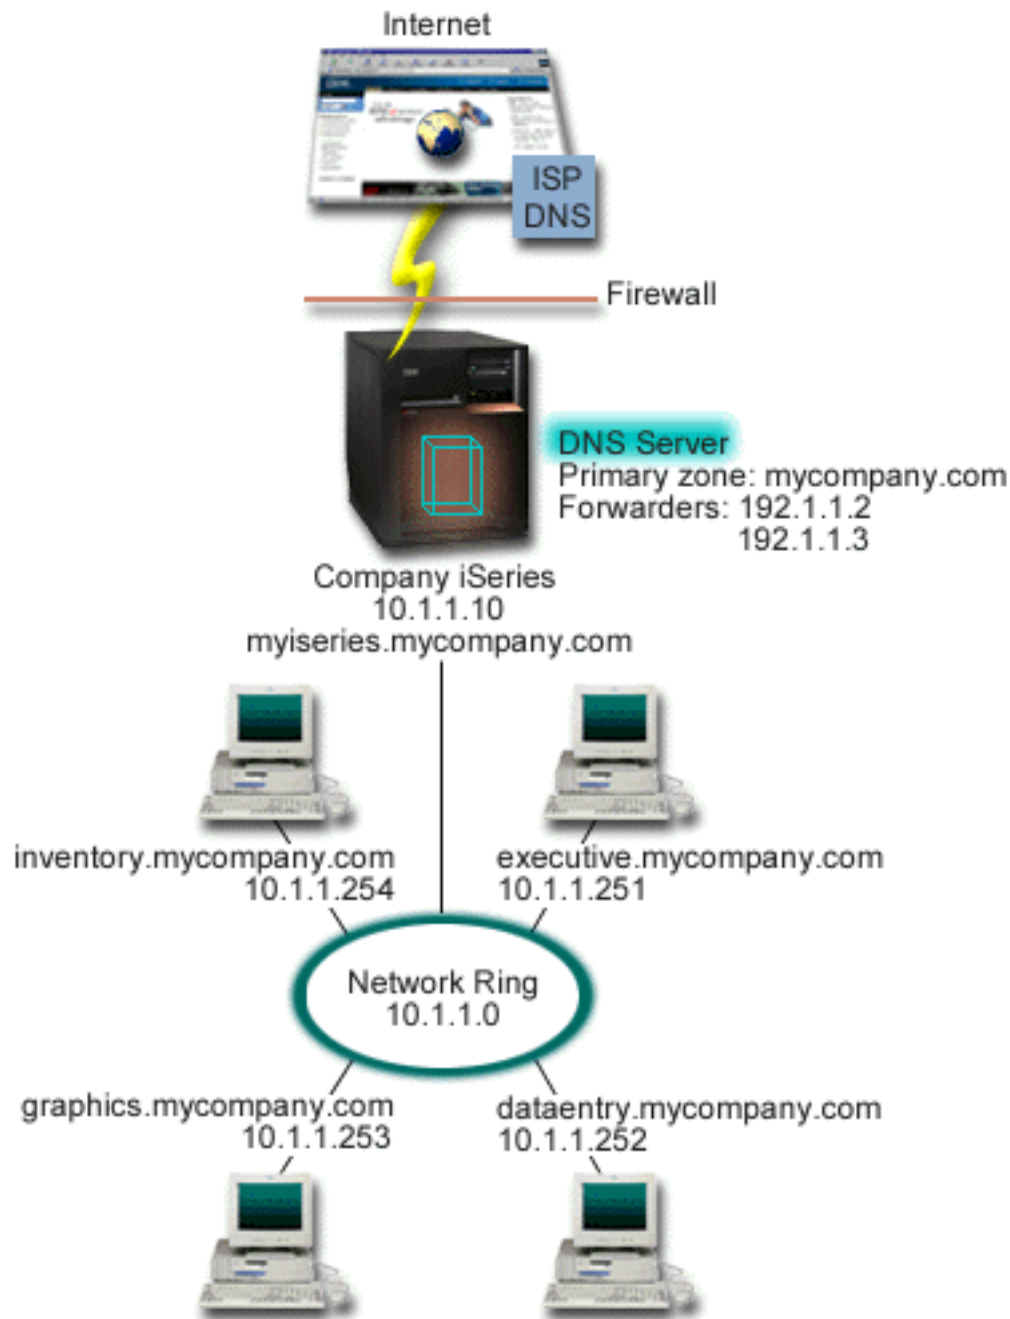 Internet
ISP
DNS
Firewall
DNS Server
Primary zone: mycompany.com
Forwarders: 192.1.1.2
192.1.1.3
Company iSeries
10.1.1.10
myiseries.mycompany.com
inventory.mycompany.com
10.1.1.254
executive.mycompany.com
10.1.1.251
Network Ring
10.1.1.0
graphics.mycompany.com
10.1.1.253
dataentry.mycompany.com
10.1.1.252